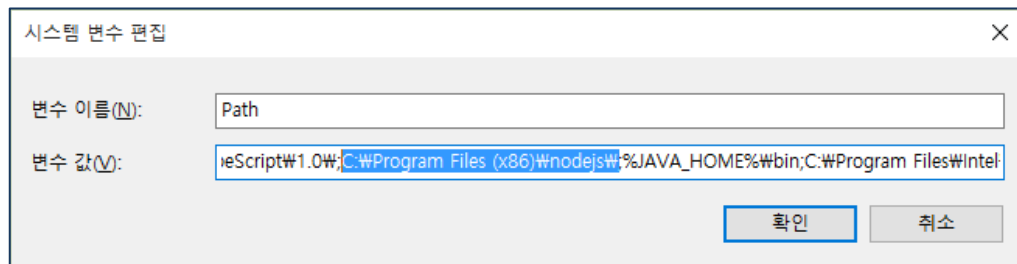 시스템 변수 편집
변수 이름(N): Path
변수 값(V): eScript₩1.0₩;C:₩Program Files (x86)₩nodejs₩;%JAVA_HOME%₩bin;C:₩Program Files₩Intel
확인 취소